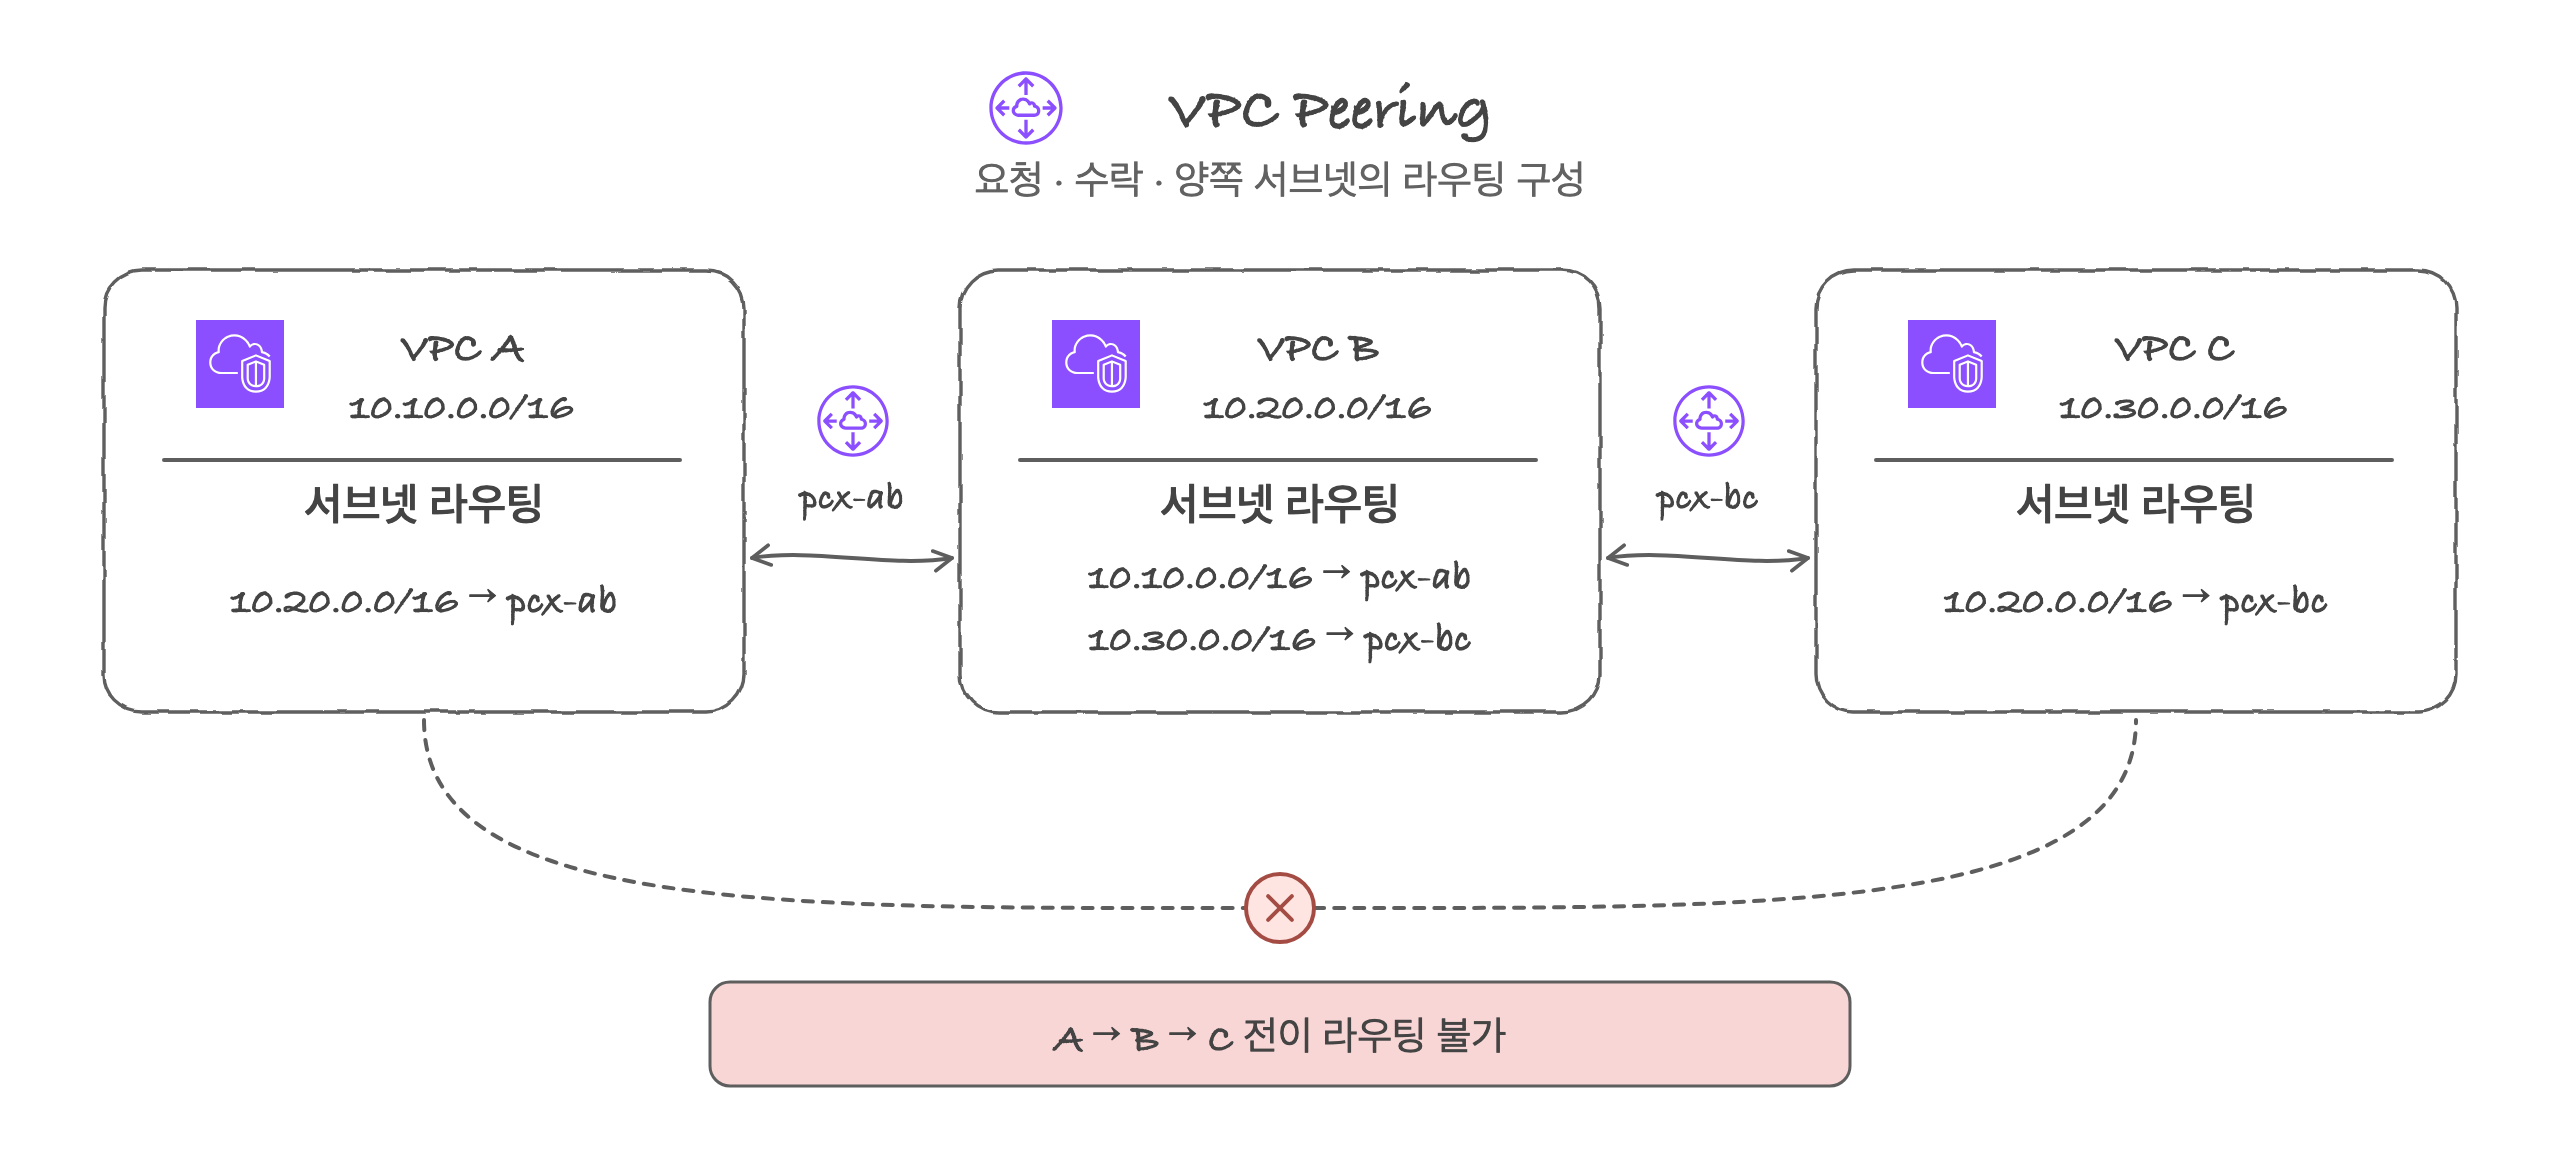 VPC Peering
요청 · 수락 · 양쪽 서브넷의 라우팅 구성
VPC A
10.10.0.0/16
서브넷 라우팅
10.20.0.0/16 → pcx-ab
pcx-ab
VPC B
10.20.0.0/16
서브넷 라우팅
10.10.0.0/16 → pcx-ab
10.30.0.0/16 → pcx-bc
pcx-bc
VPC C
10.30.0.0/16
서브넷 라우팅
10.20.0.0/16 → pcx-bc
A → B → C 전이 라우팅 불가